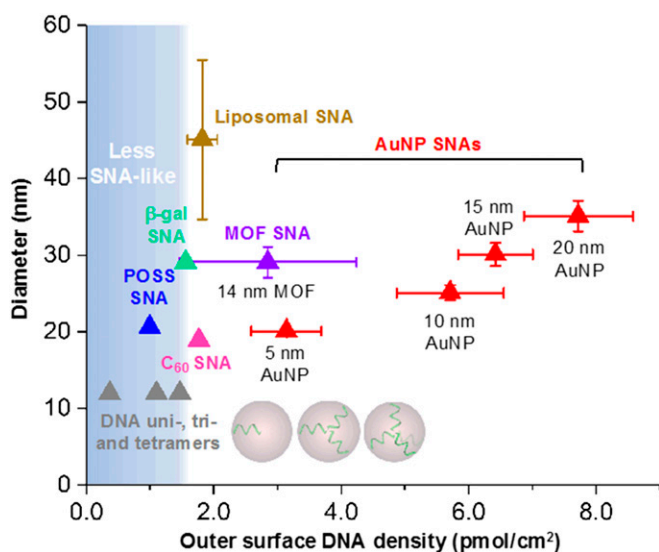 60
50
40
30
20
10
0
Diameter (nm)
0.0
2.0
4.0
6.0
8.0
Outer surface DNA density (pmol/cm²)
Less
SNA-like
Liposomal SNA
AuNP SNAs
β-gal
SNA
MOF SNA
14 nm MOF
POSS
SNA
C₆₀ SNA
5 nm
AuNP
10 nm
AuNP
15 nm
AuNP
20 nm
AuNP
DNA uni-, tri-
and tetramers